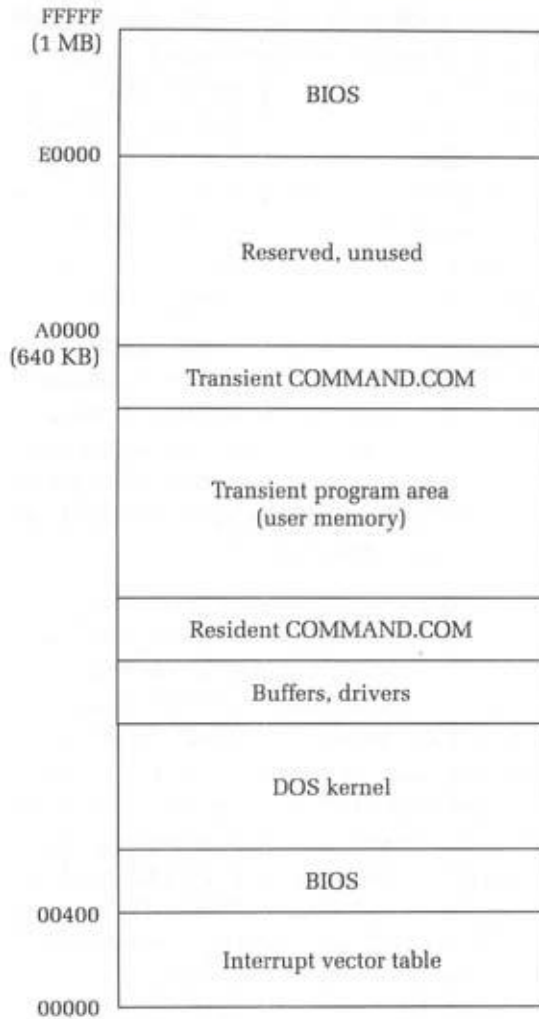 FFFFF
(1 MB)
BIOS
E0000
Reserved, unused
A0000
(640 KB)
Transient COMMAND.COM
Transient program area
(user memory)
Resident COMMAND.COM
Buffers, drivers
DOS kernel
BIOS
00400
Interrupt vector table
00000